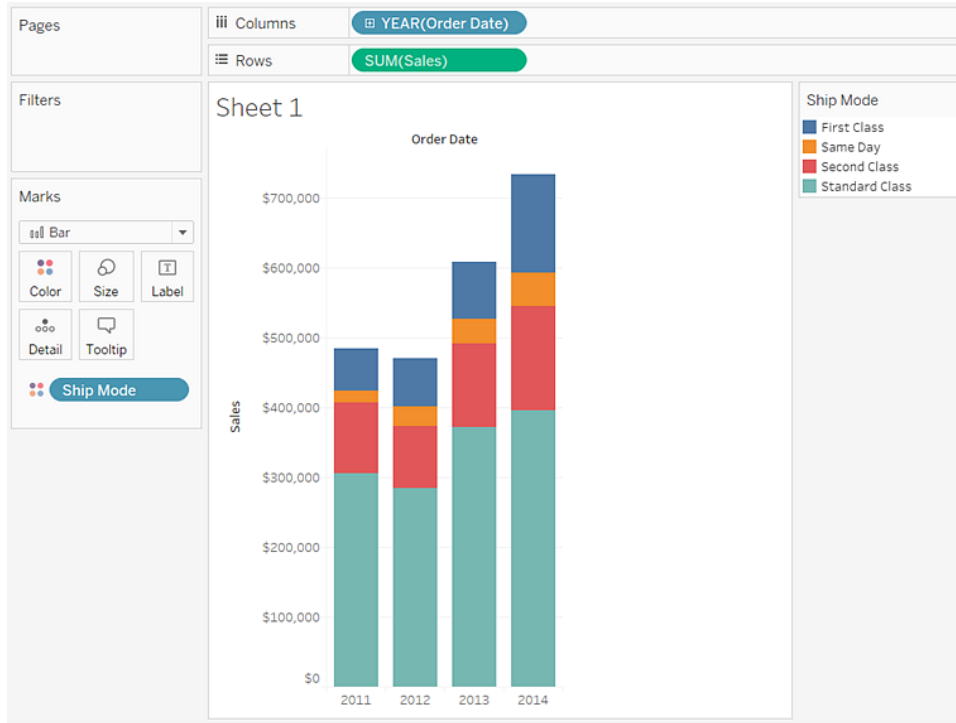 Pages
Columns
YEAR(Order Date)
Rows
SUM(Sales)
Filters
Marks
Bar
Color
Size
Label
Detail
Tooltip
Ship Mode
Sheet 1
Order Date
Sales
$700,000
$600,000
$500,000
$400,000
$300,000
$200,000
$100,000
$0
2011 2012 2013 2014
Ship Mode
First Class
Same Day
Second Class
Standard Class